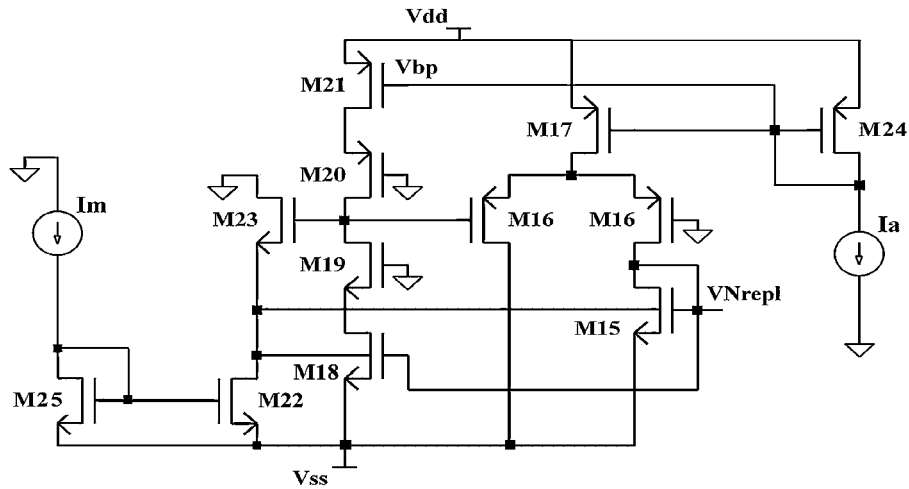 Vdd
Vbp
M21
M17
M24
M20
Im
M23
M16
M16
Ia
M19
VNrepl
M15
M18
M25
M22
Vss